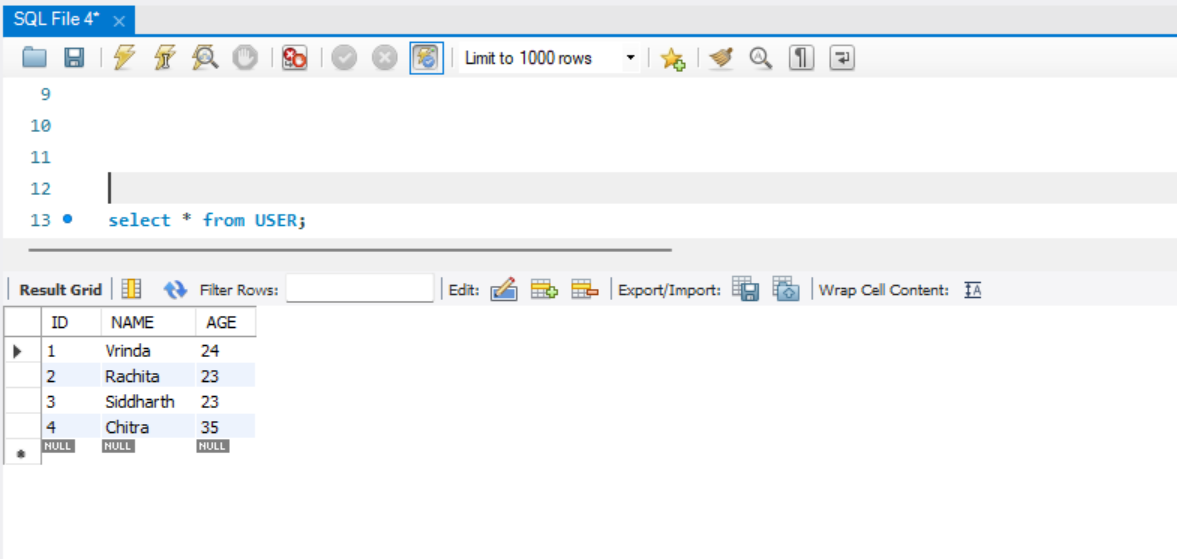 SQL File 4*
Limit to 1000 rows
9
10
11
12
13 select * from USER;
Result Grid Filter Rows: Edit: Export/Import: Wrap Cell Content: IA
ID NAME AGE
1 Vrinda 24
2 Rachita 23
3 Siddharth 23
4 Chitra 35
NULL NULL NULL